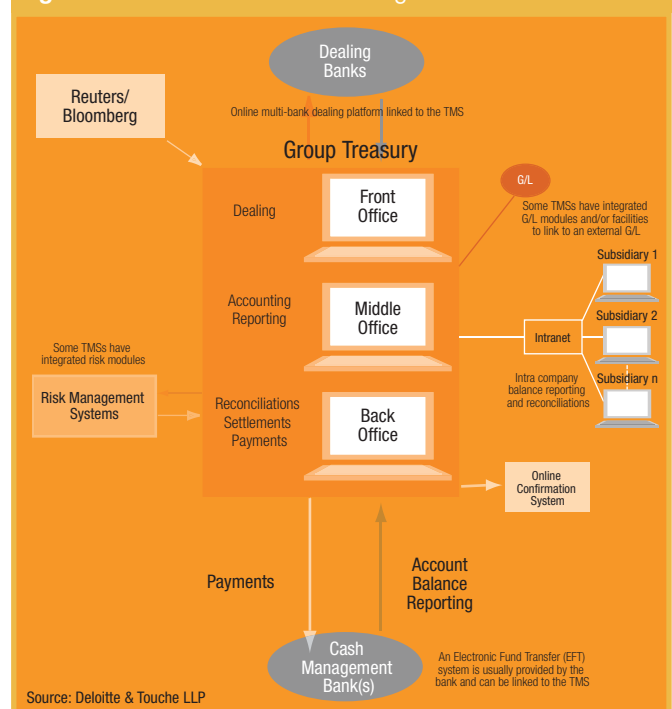 Dealing
Banks
Reuters/
Bloomberg
Online multi-bank dealing platform linked to the TMS
Group Treasury
G/L
Some TMSs have integrated
G/L modules and/or facilities
to link to an external G/L
Dealing
Front
Office
Accounting
Reporting
Middle
Office
Subsidiary 1
Subsidiary 2
Subsidiary n
Intranet
Intra company
balance reporting
and reconciliations
Some TMSs have
integrated risk modules
Risk Management
Systems
Reconciliations
Settlements
Payments
Back
Office
Online
Confirmation
System
Payments
Account
Balance
Reporting
Cash
Management
Bank(s)
An Electronic Fund Transfer (EFT)
system is usually provided by the
bank and can be linked to the TMS
Source: Deloitte & Touche LLP